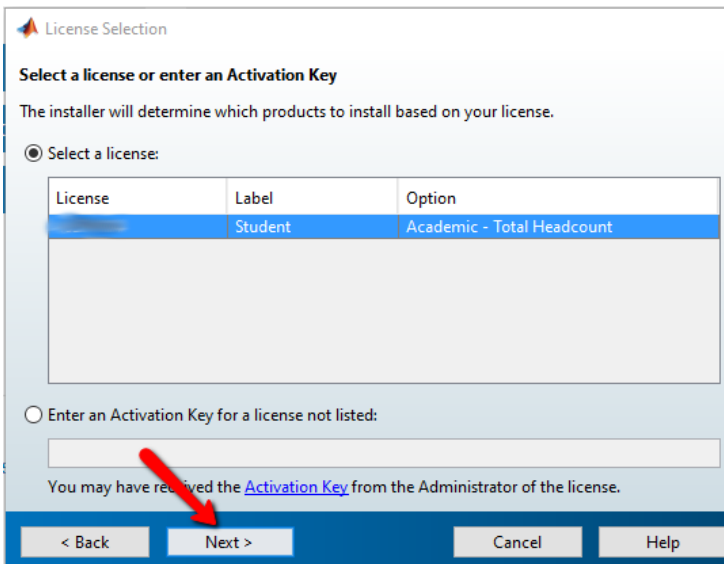 License Selection
Select a license or enter an Activation Key
The installer will determine which products to install based on your license.
Select a license:
License Label Option
Student Academic - Total Headcount
Enter an Activation Key for a license not listed:
You may have the Activation Key from the Administrator of the license.
< Back Next > Cancel Help